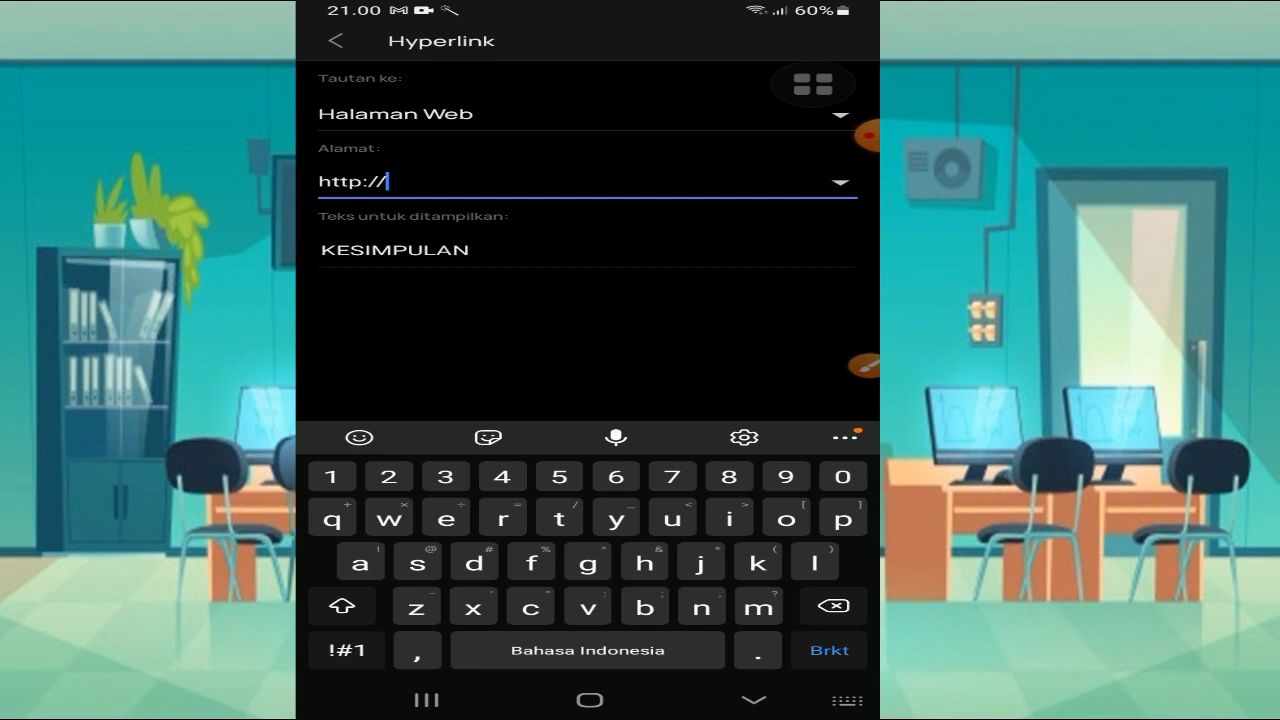 21.00 60%
Hyperlink
Tautan ke:
Halaman Web
Alamat:
http://
Teks untuk ditampilkan:
KESIMPULAN
1 2 3 4 5 6 7 8 9 0
q w e r t y u i o p
a s d f g h j k l
z x c v b n m
!#1 , Bahasa Indonesia . Brkt